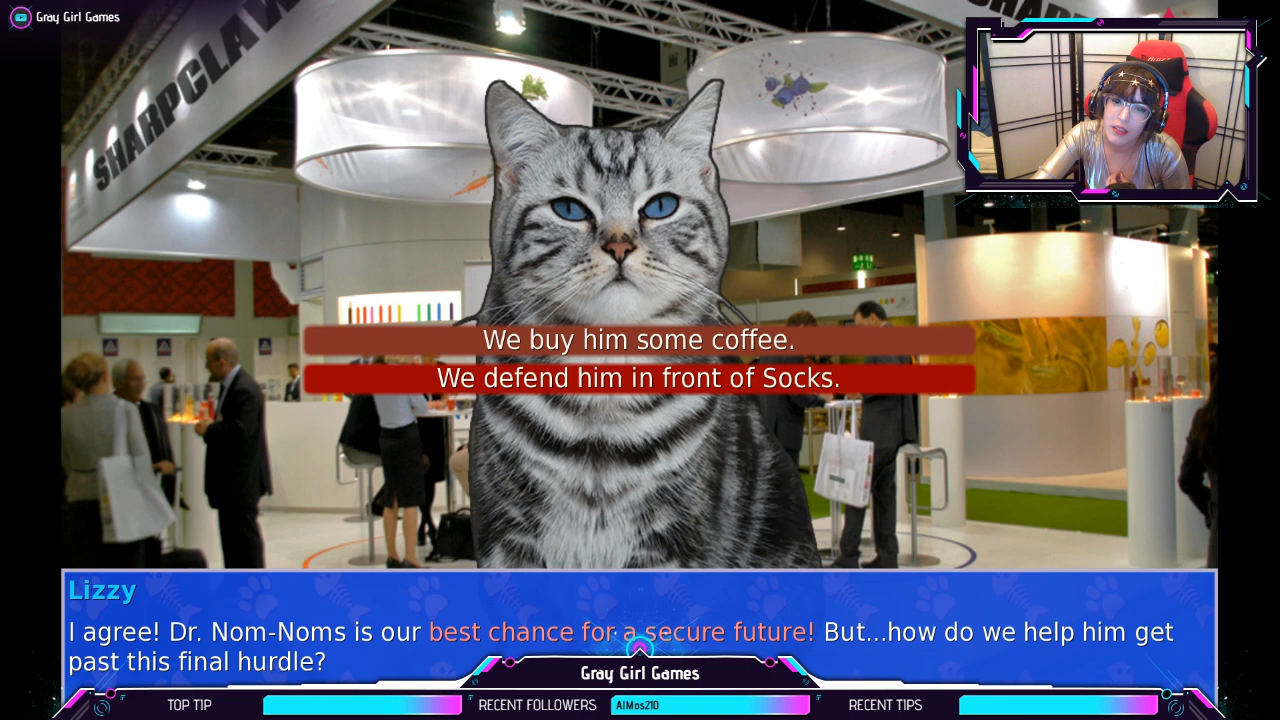 Gray Girl Games
SHARPCLAW
We buy him some coffee.
We defend him in front of Socks.
Lizzy
I agree! Dr. Nom-Noms is our best chance for a secure future! But...how do we help him get
past this final hurdle?
Gray Girl Games
TOP TIP
RECENT FOLLOWERS
AlMos210
RECENT TIPS